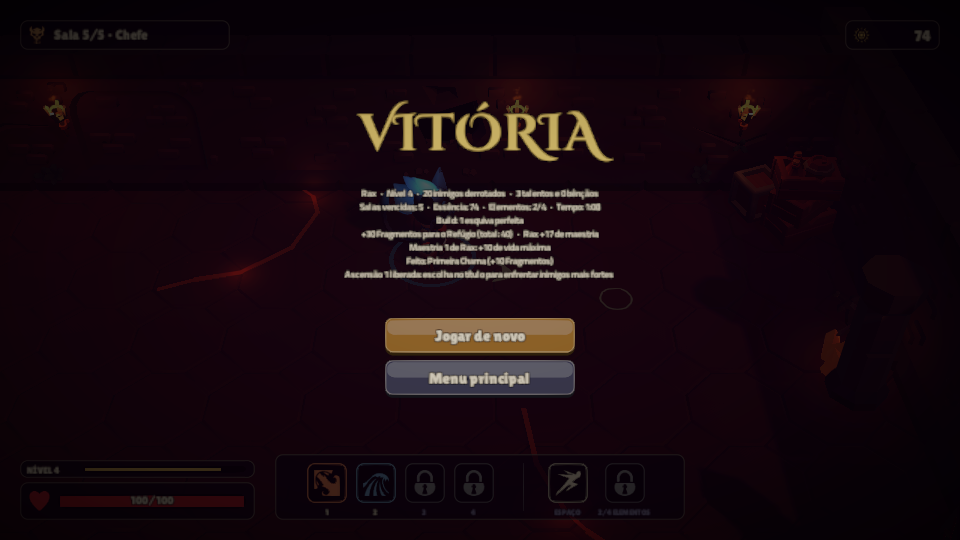 Sala 5/5 · Chefe
74
VITÓRIA
Rax · Nível 4 · 20 inimigos derrotados · 3 talentos e 0 bênçãos
Salas vencidas: 5 · Essência: 74 · Elementos: 2/4 · Tempo: 1:08
Build: 1 esquiva perfeita
+30 Fragmentos para o Refúgio (total: 40) · Rax +17 de maestria
Maestria 1 de Rax: +10 de vida máxima
Feito: Primeira Chama (+10 Fragmentos)
Ascensão 1 liberada: escolha no título para enfrentar inimigos mais fortes
Jogar de novo
Menu principal
NÍVEL 4
100/100
1 2 3 4 ESPAÇO 2/4 ELEMENTOS